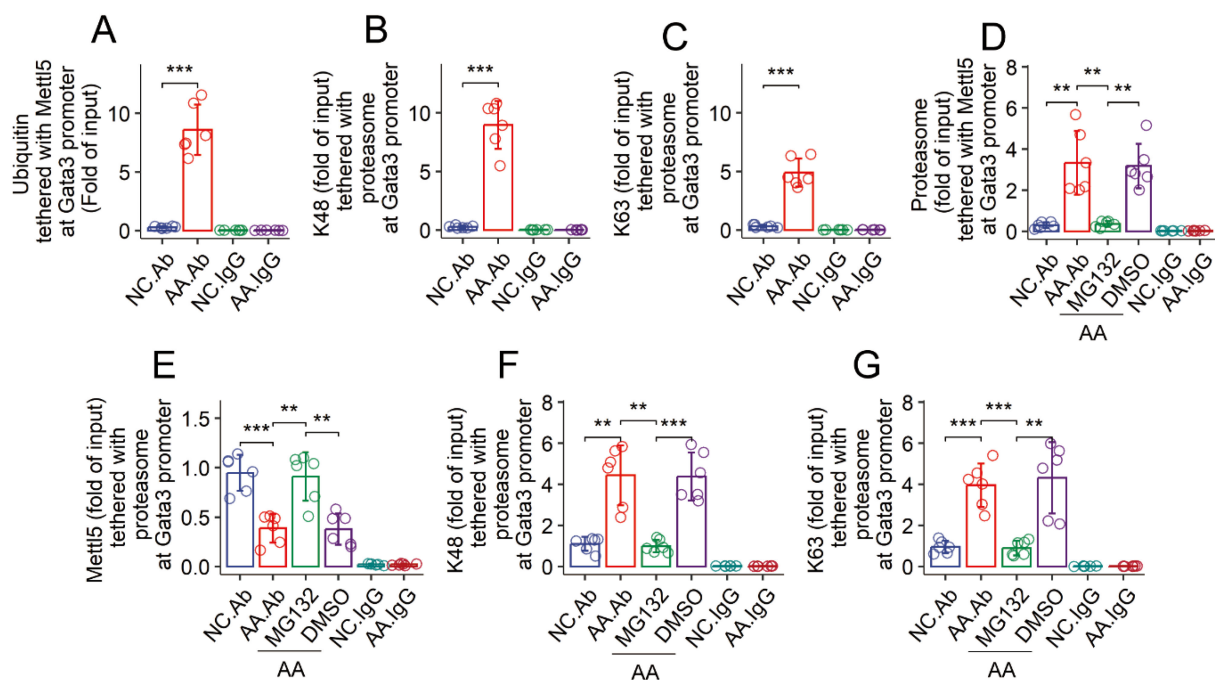 A
Ubiquitin
tethered with Mettl5
at Gata3 promoter
(Fold of input)
10
5
0
***
NC.Ab
AA.Ab
NC.IgG
AA.IgG
B
K48 (fold of input)
tethered with
proteasome
at Gata3 promoter
10
5
0
***
NC.Ab
AA.Ab
NC.IgG
AA.IgG
C
K63 (fold of input)
tethered with
proteasome
at Gata3 promoter
10
5
0
***
NC.Ab
AA.Ab
NC.IgG
AA.IgG
D
Proteasome
(fold of input)
tethered with Mettl5
at Gata3 promoter
8
6
4
2
0
**
**
**
NC.Ab
AA.Ab
MG132
DMSO
NC.IgG
AA.IgG
AA
E
Mettl5 (fold of input)
tethered with
proteasome
at Gata3 promoter
1.5
1.0
0.5
0.0
***
**
**
NC.Ab
AA.Ab
MG132
DMSO
NC.IgG
AA.IgG
AA
F
K48 (fold of input)
tethered with
proteasome
at Gata3 promoter
8
6
4
2
0
**
**
***
NC.Ab
AA.Ab
MG132
DMSO
NC.IgG
AA.IgG
AA
G
K63 (fold of input)
tethered with
proteasome
at Gata3 promoter
8
6
4
2
0
***
***
**
NC.Ab
AA.Ab
MG132
DMSO
NC.IgG
AA.IgG
AA